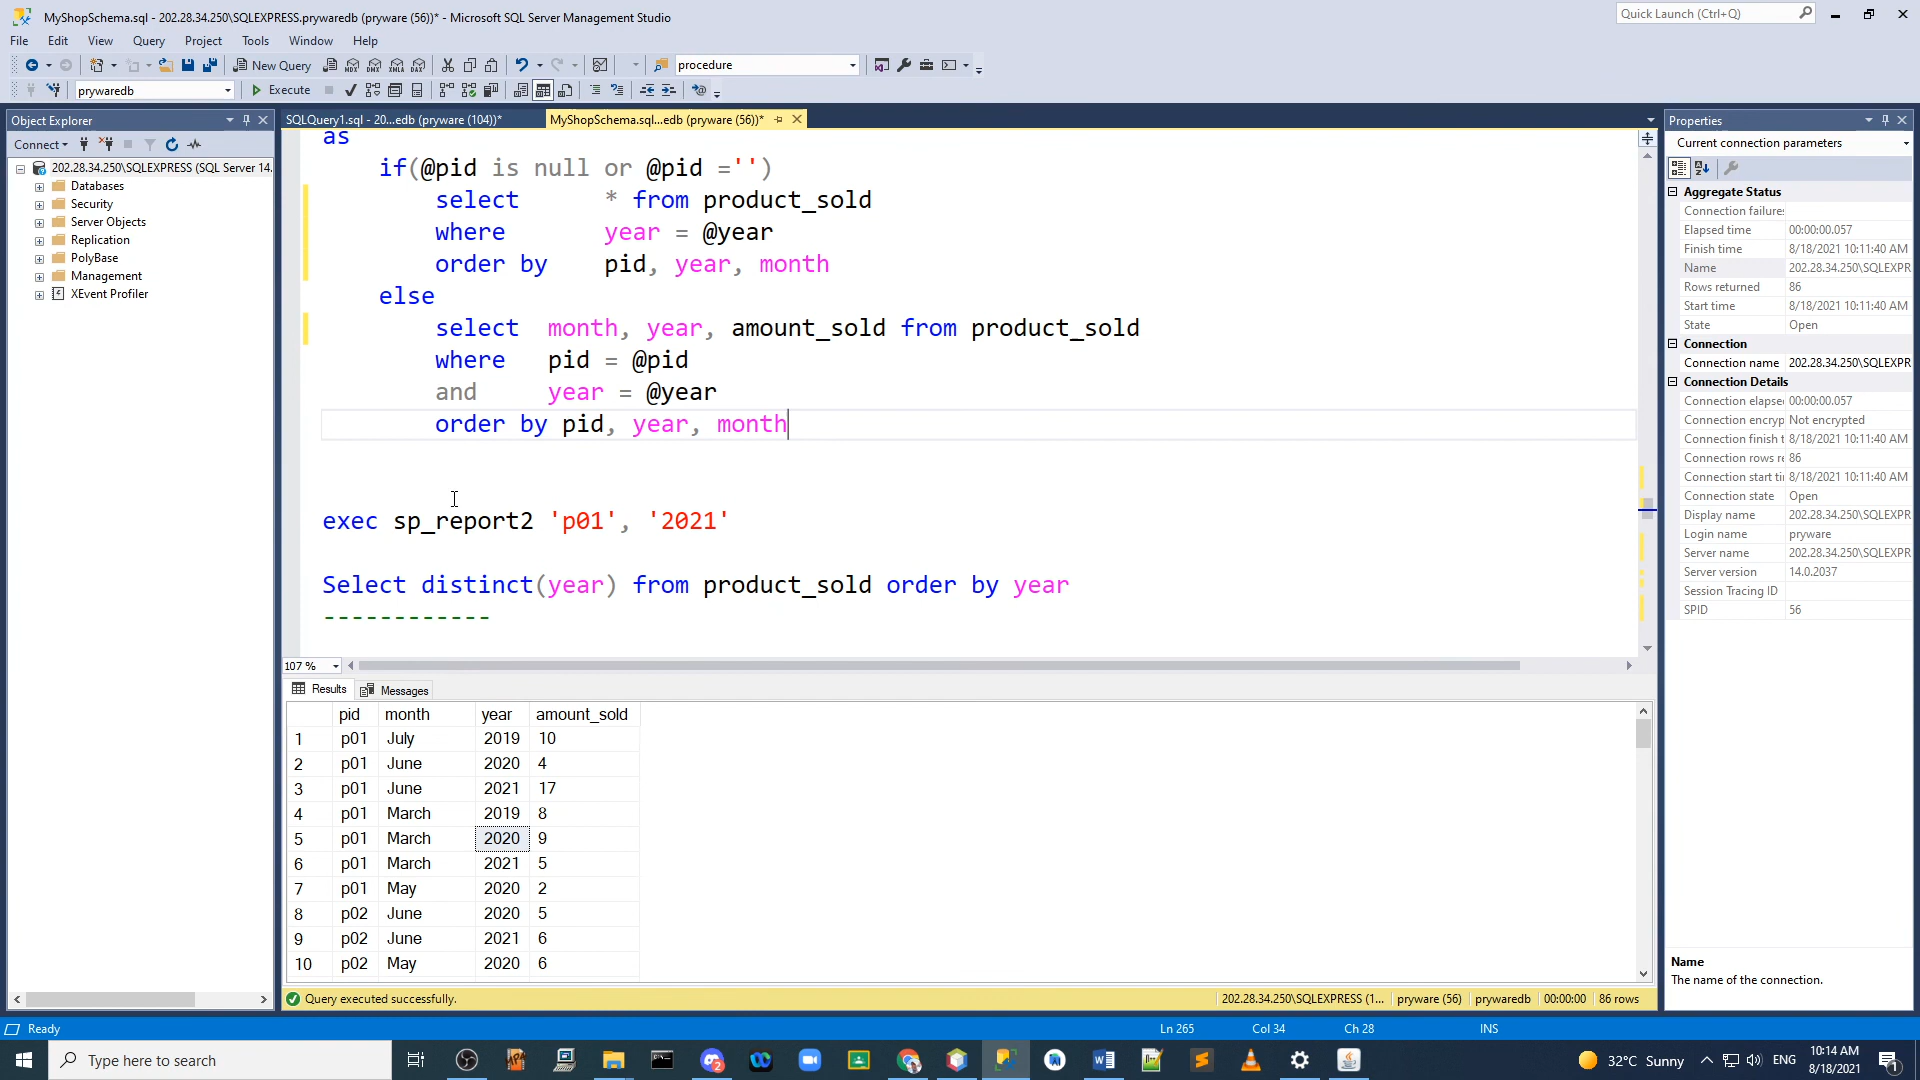 MyShopSchema.sql - 202.28.34.250\SQLEXPRESS.prywaredb (pryware (56))* - Microsoft SQL Server Management Studio
Quick Launch (Ctrl+Q)
File Edit View Query Project Tools Window Help
New Query
procedure
prywaredb
Execute
Object Explorer
SQLQuery1.sql - 20...edb (pryware (104))*
MyShopSchema.sql...edb (pryware (56))*
Properties
Connect
Current connection parameters
202.28.34.250\SQLEXPRESS (SQL Server 14.
Databases
Security
Server Objects
Replication
PolyBase
Management
XEvent Profiler
as
if(@pid is null or @pid ='')
select * from product_sold
where year = @year
order by pid, year, month
else
select month, year, amount_sold from product_sold
where pid = @pid
and year = @year
order by pid, year, month
exec sp_report2 'p01', '2021'
Select distinct(year) from product_sold order by year
------------
107 %
Results Messages
pid month year amount_sold
1 p01 July 2019 10
2 p01 June 2020 4
3 p01 June 2021 17
4 p01 March 2019 8
5 p01 March 2020 9
6 p01 March 2021 5
7 p01 May 2020 2
8 p02 June 2020 5
9 p02 June 2021 6
10 p02 May 2020 6
Query executed successfully.
202.28.34.250\SQLEXPRESS (1... pryware (56) prywaredb 00:00:00 86 rows
Aggregate Status
Connection failures
Elapsed time 00:00:00.057
Finish time 8/18/2021 10:11:40 AM
Name 202.28.34.250\SQLEXPR
Rows returned 86
Start time 8/18/2021 10:11:40 AM
State Open
Connection
Connection name 202.28.34.250\SQLEXPR
Connection Details
Connection elapse 00:00:00.057
Connection encryp Not encrypted
Connection finish t 8/18/2021 10:11:40 AM
Connection rows re 86
Connection start ti 8/18/2021 10:11:40 AM
Connection state Open
Display name 202.28.34.250\SQLEXPR
Login name pryware
Server name 202.28.34.250\SQLEXPR
Server version 14.0.2037
Session Tracing ID
SPID 56
Name
The name of the connection.
Ready
Ln 265 Col 34 Ch 28 INS
Type here to search
32°C Sunny
ENG
10:14 AM
8/18/2021